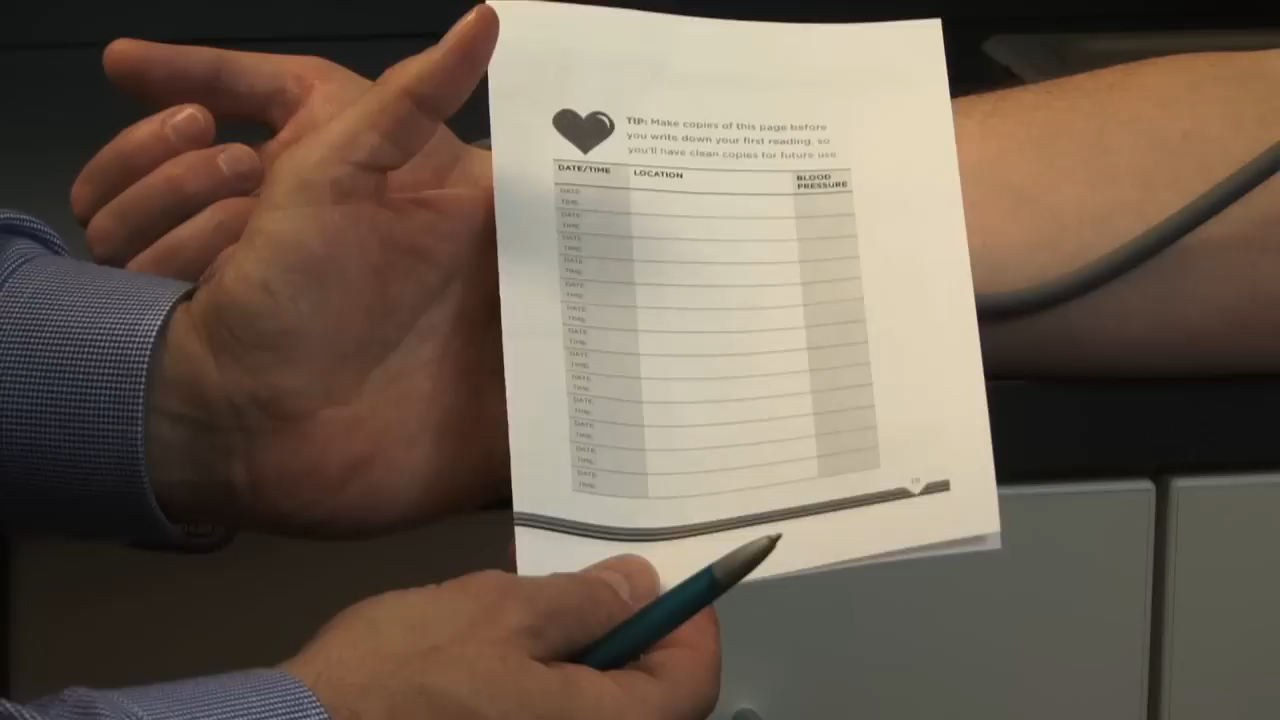 TIP: Make copies of this page before
you write down your first reading, so
you'll have clean copies for future use
DATE/TIME LOCATION BLOOD PRESSURE
DATE:
TIME:
DATE:
TIME:
DATE:
TIME:
DATE:
TIME:
DATE:
TIME:
DATE:
TIME:
DATE:
TIME:
DATE:
TIME:
DATE:
TIME:
DATE:
TIME:
DATE:
TIME:
DATE:
TIME:
DATE:
TIME: